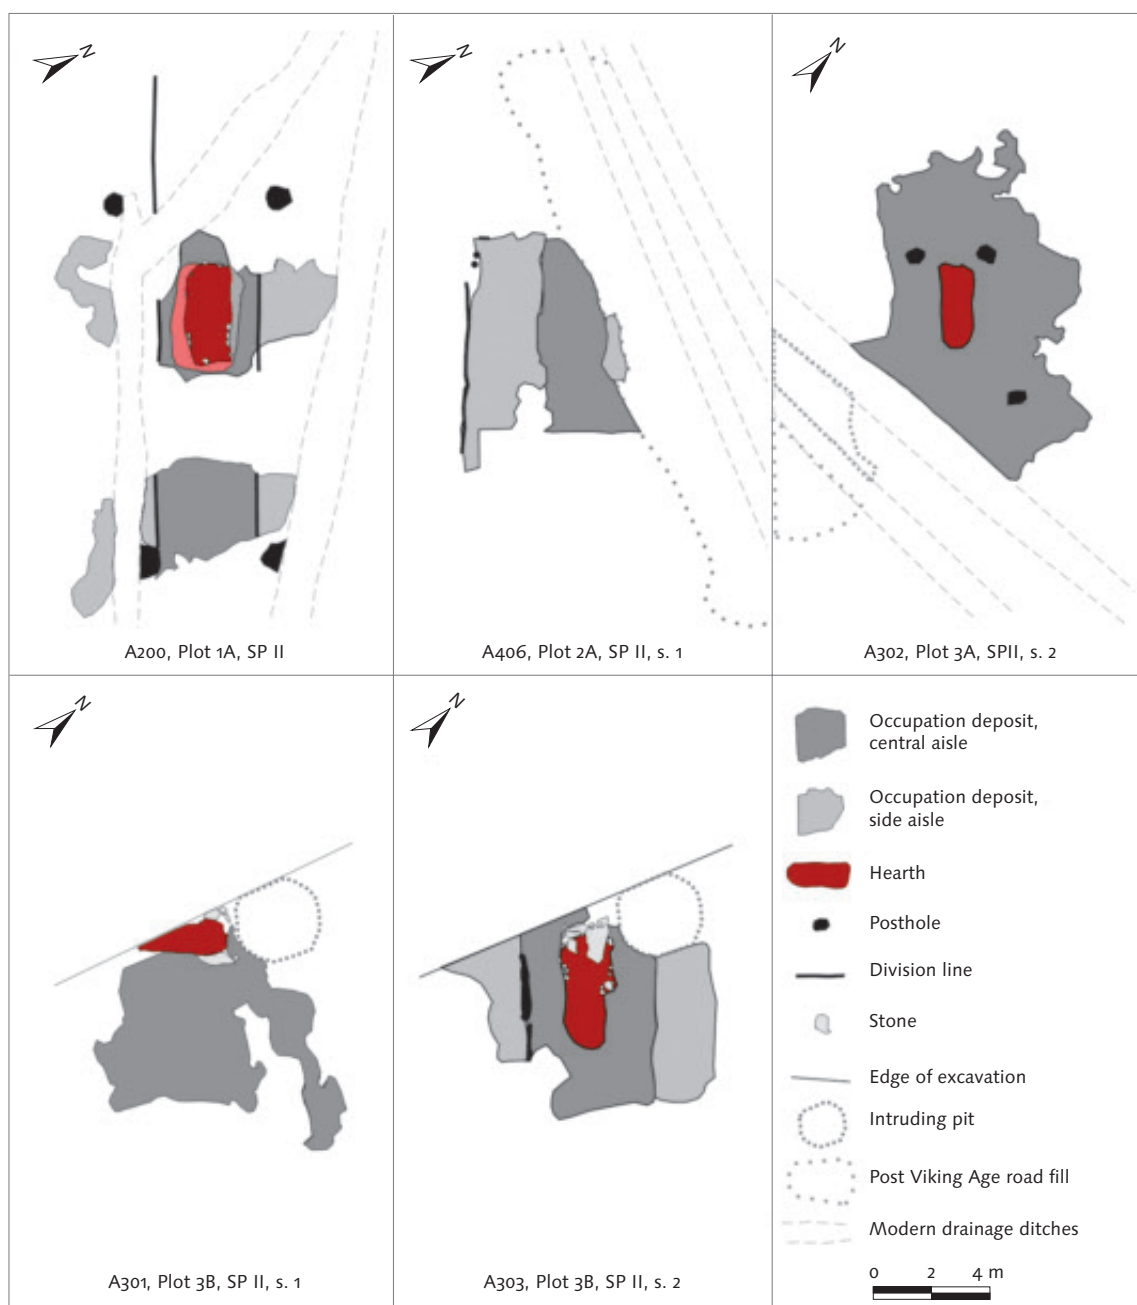 N
N
N
A200, Plot 1A, SP II
A406, Plot 2A, SP II, s. 1
A302, Plot 3A, SPII, s. 2
N
N
A301, Plot 3B, SP II, s. 1
A303, Plot 3B, SP II, s. 2
Occupation deposit,
central aisle
Occupation deposit,
side aisle
Hearth
Posthole
Division line
Stone
Edge of excavation
Intruding pit
Post Viking Age road fill
Modern drainage ditches
0 2 4 m